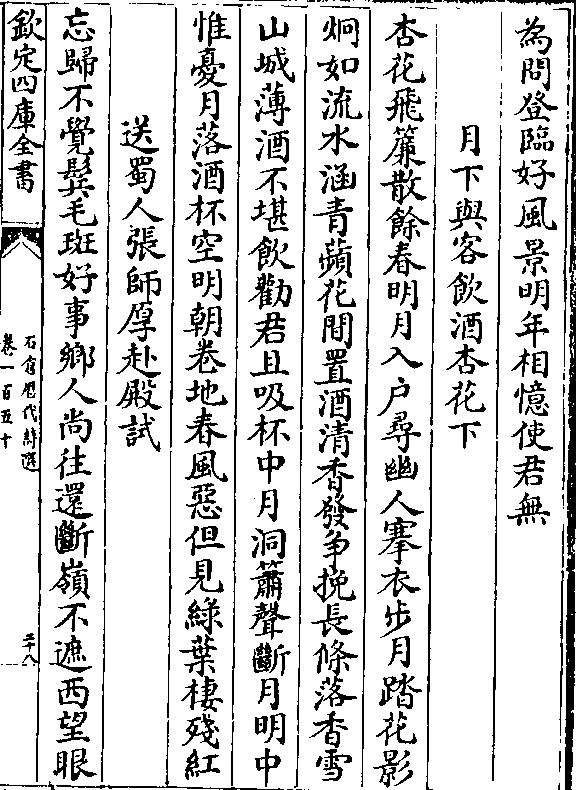 為問登臨好風景明年相憶使君無
月下與客飲酒杏花下
杏花飛簾散餘春明月入户尋幽人搴衣步月踏花影
炯如流水涵青蘋花間置酒清香發争挽長條落香雪
山城薄酒不堪飲勸君且吸杯中月洞簫聲斷月明中
惟憂月落酒杯空明朝卷地春風惡但見綠葉棲殘紅
送蜀人張師厚赴殿試
忘歸不覺鬂毛斑好事鄉人尚往還斷嶺不遮西望眼
欽定四庫全書
石倉歷代詩選
卷一百五十
三十八